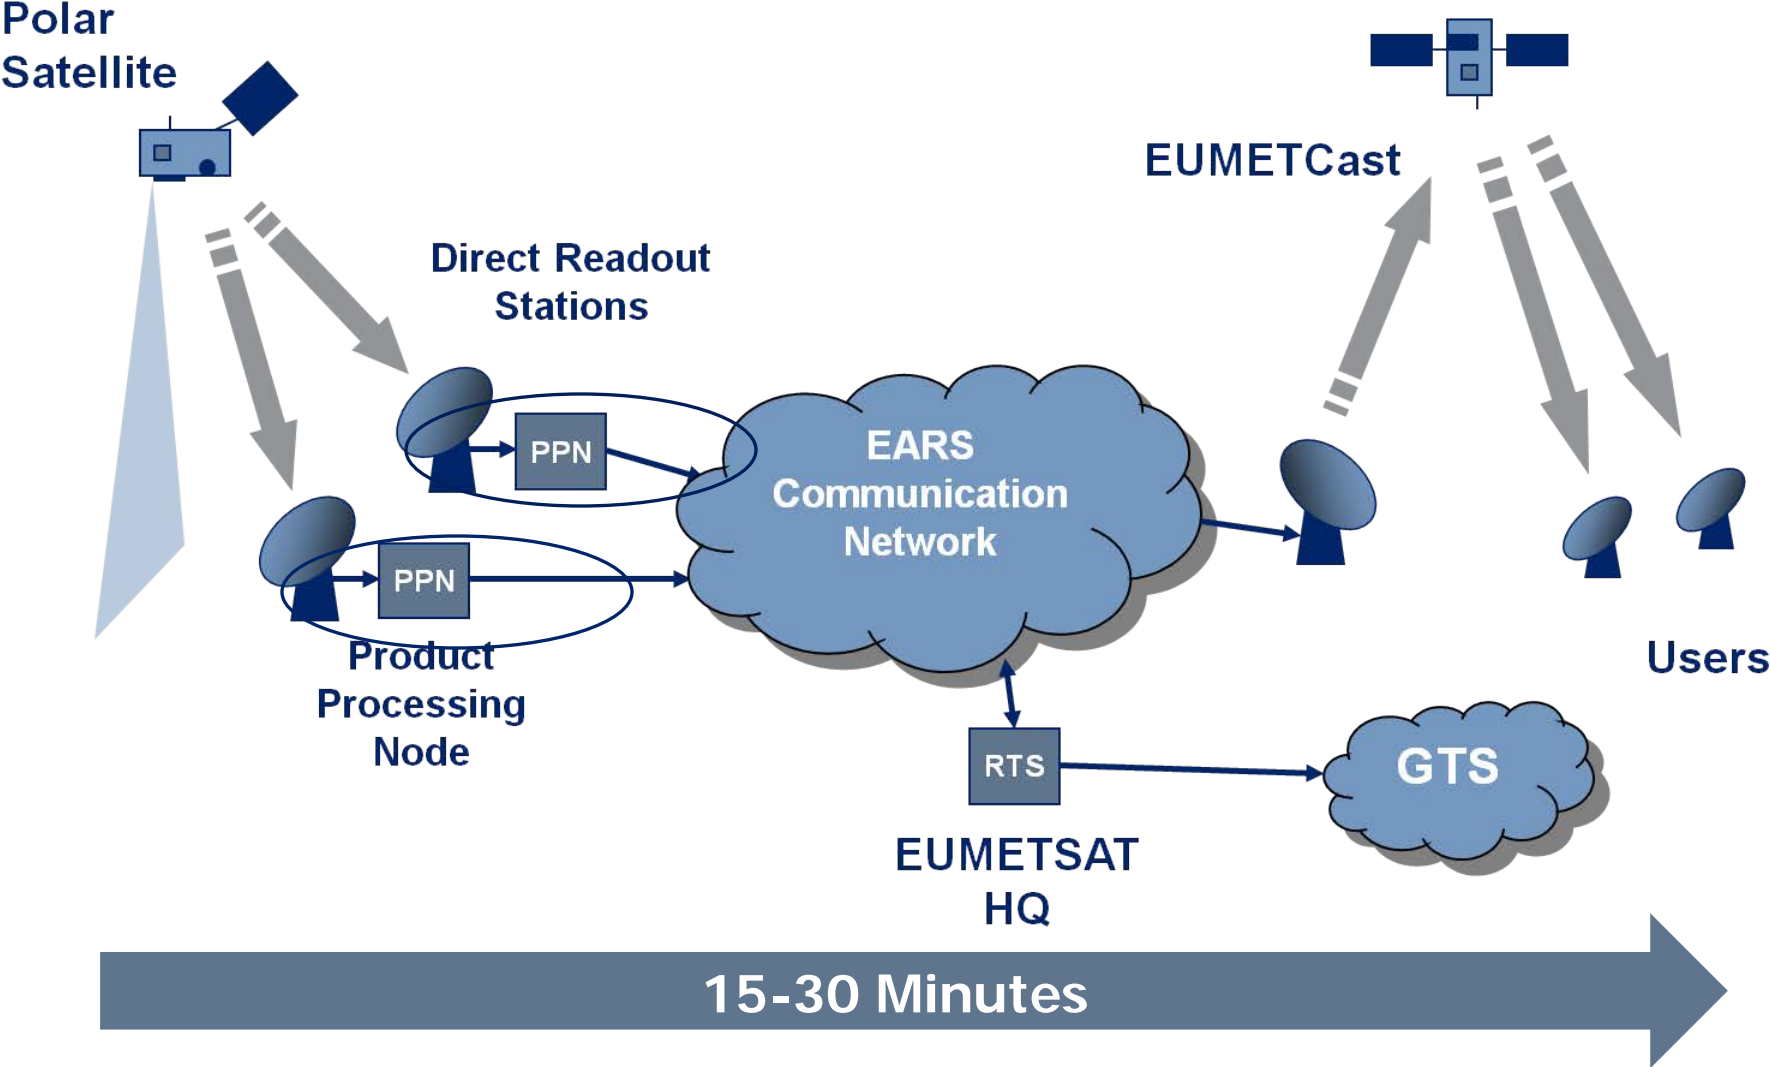 Polar
Satellite
EUMETCast
Direct Readout
Stations
PPN
EARS
Communication
Network
PPN
Product
Processing
Node
Users
RTS
GTS
EUMETSAT
HQ
15-30 Minutes